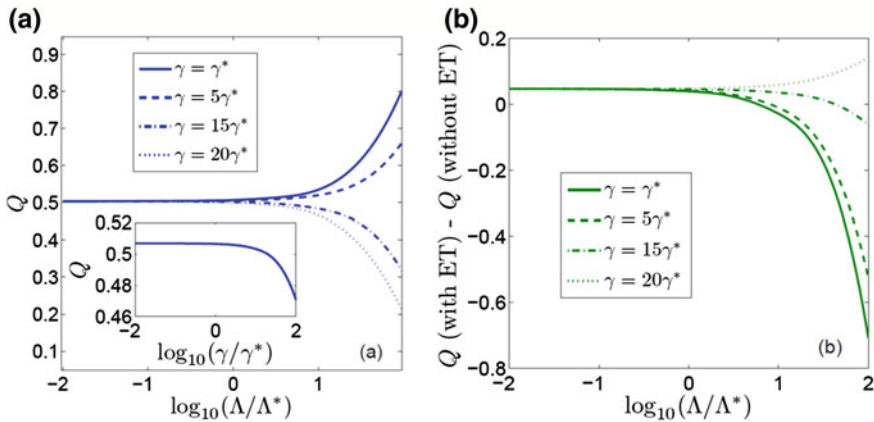 (a)
0.9
0.8
0.7
0.6
0.5
0.4
0.3
0.2
0.1
Q
γ = γ*
γ = 5γ*
γ = 15γ*
γ = 20γ*
0.52
0.5
0.48
0.46
Q
-2
0
2
log₁₀(γ/γ*)
(a)
-2
-1
0
1
log₁₀(Λ/Λ*)
(b)
0.2
0
-0.2
-0.4
-0.6
-0.8
Q (with ET) - Q (without ET)
γ = γ*
γ = 5γ*
γ = 15γ*
γ = 20γ*
(b)
-2
-1
0
1
2
log₁₀(Λ/Λ*)